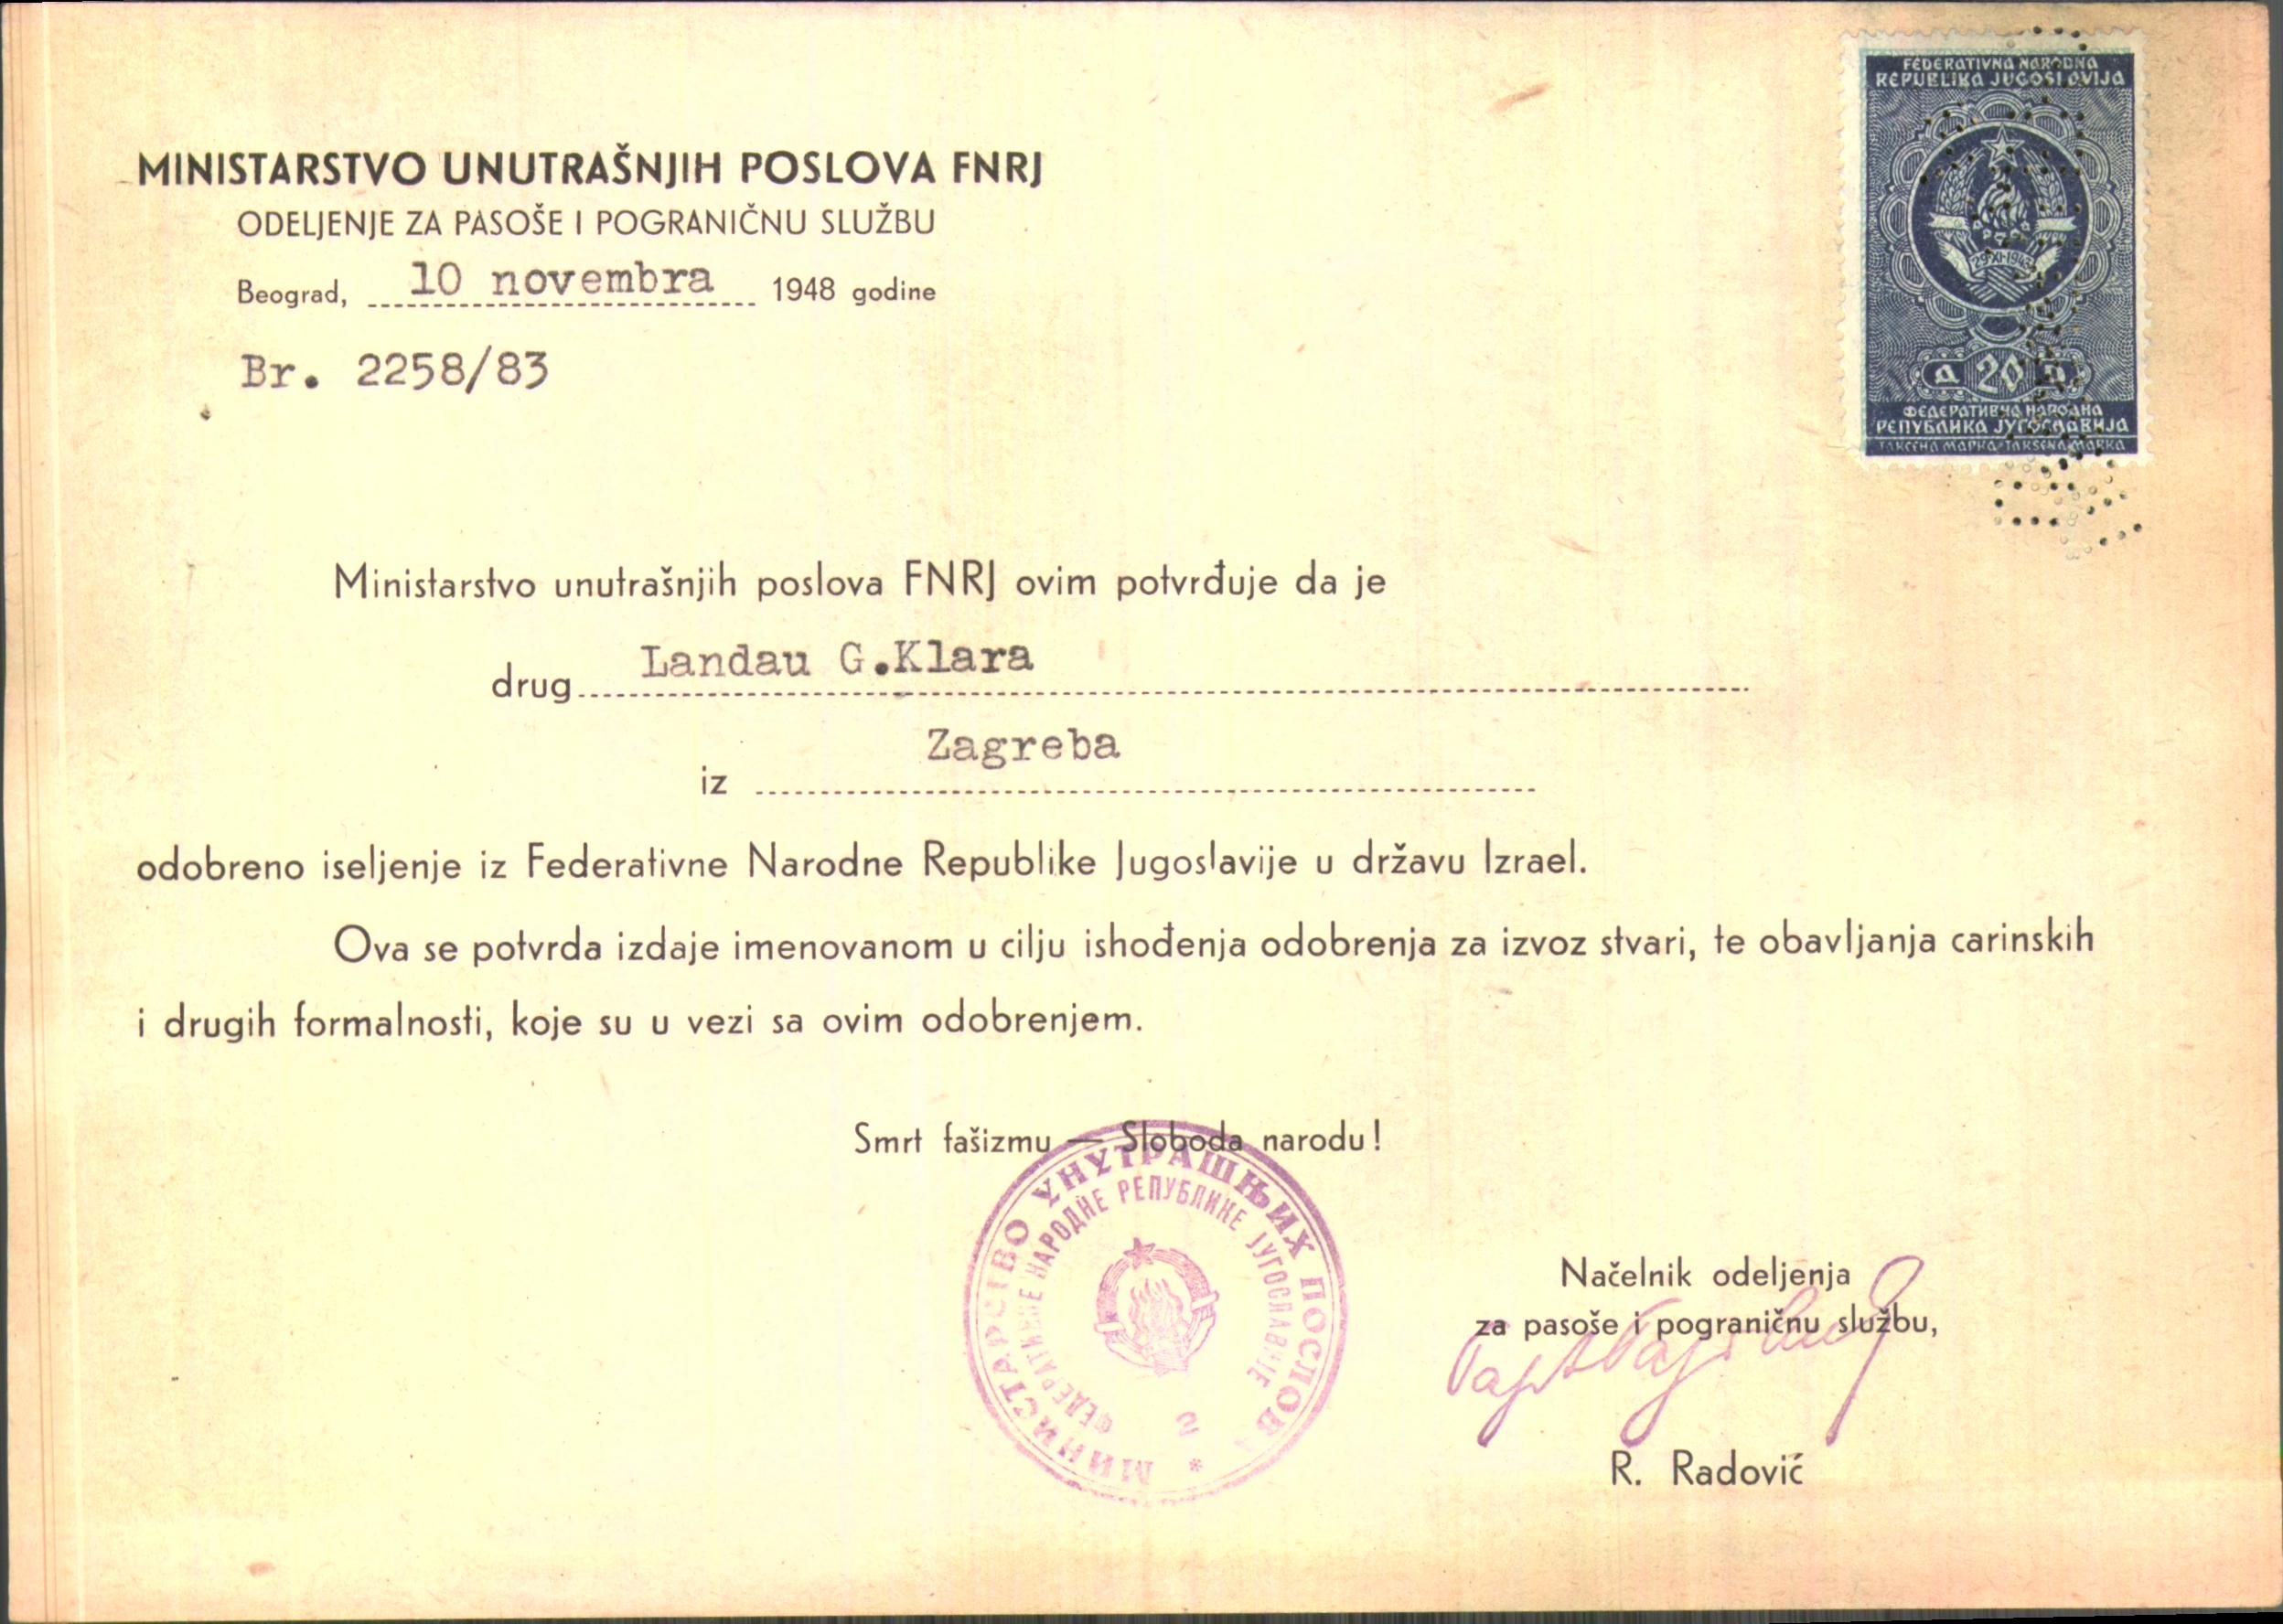 MINISTARSTVO UNUTRAŠNJIH POSLOVA FNRJ
ODELJENJE ZA PASOŠE I POGRANIČNU SLUŽBU
Beograd, 10 novembra 1948 godine
Br. 2258/83
FEDERATIVNA NARODNA
REPUBLIKA JUGOSLAVIJA
29·XI·1943
Д 20 D
ФЕДЕРАТИВНА НАРОДНА
РЕПУБЛИКА ЈУГОСЛАВИЈА
ТАКСЕНА МАРКА·TAKSENA MARKA
Ministarstvo unutrašnjih poslova FNRJ ovim potvrđuje da je
drug Landau G.Klara
iz Zagreba
odobreno iseljenje iz Federativne Narodne Republike Jugoslavije u državu Izrael.
Ova se potvrda izdaje imenovanom u cilju ishođenja odobrenja za izvoz stvari, te obavljanja carinskih
i drugih formalnosti, koje su u vezi sa ovim odobrenjem.
Smrt fašizmu — Sloboda narodu!
МИНИСТАРСТВО УНУТРАШЊИХ ПОСЛОВА
ФЕДЕРАТИВНЕ НАРОДНЕ РЕПУБЛИКЕ ЈУГОСЛАВИЈЕ
2 *
Načelnik odeljenja
za pasoše i pograničnu službu,
R. Radović